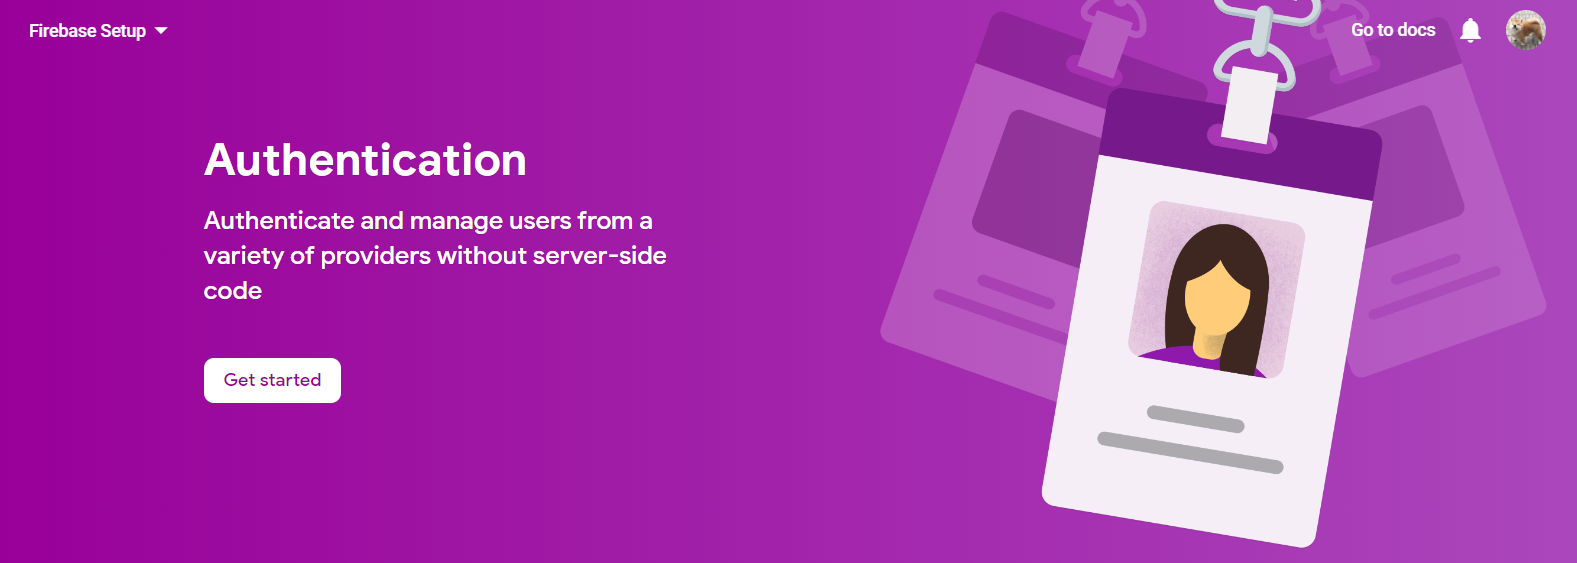 Firebase Setup
Go to docs
Authentication
Authenticate and manage users from a
variety of providers without server-side
code
Get started